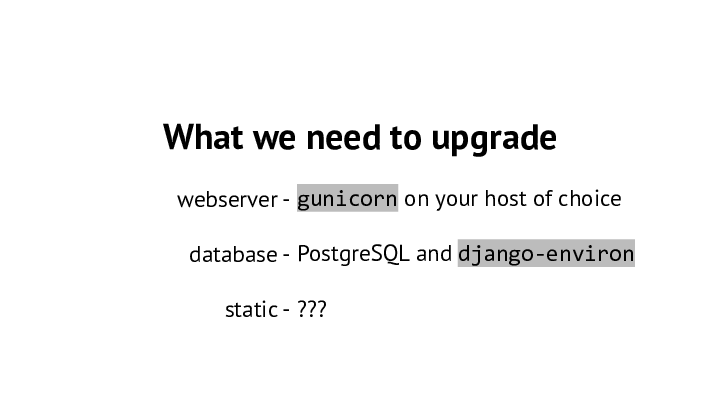 What we need to upgrade
webserver - gunicorn on your host of choice
database - PostgreSQL and django-environ
static - ???